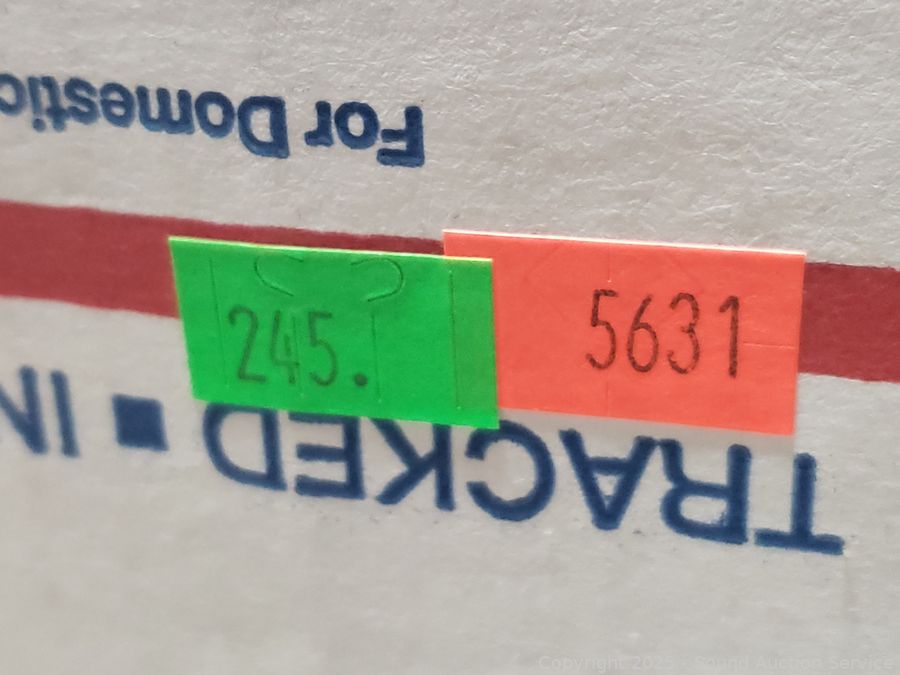 For Domestic
245. 5631
TRACKED ■ IN
Copyright 2025 - Sound Auction Service